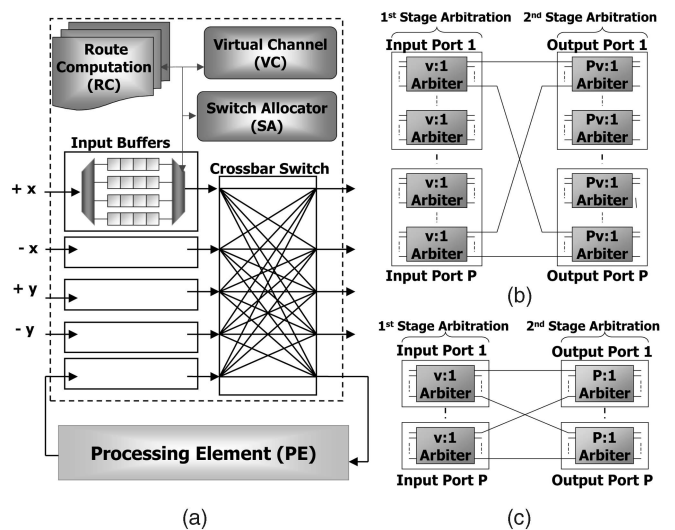 Route
Computation
(RC)
Virtual Channel
(VC)
Switch Allocator
(SA)
Input Buffers
Crossbar Switch
+ x
- x
+ y
- y
Processing Element (PE)
(a)
1st Stage Arbitration
2nd Stage Arbitration
Input Port 1
Output Port 1
v:1
Arbiter
Pv:1
Arbiter
v:1
Arbiter
Pv:1
Arbiter
v:1
Arbiter
Pv:1
Arbiter
v:1
Arbiter
Pv:1
Arbiter
Input Port P
Output Port P
(b)
1st Stage Arbitration
2nd Stage Arbitration
Input Port 1
Output Port 1
v:1
Arbiter
P:1
Arbiter
v:1
Arbiter
P:1
Arbiter
Input Port P
Output Port P
(c)